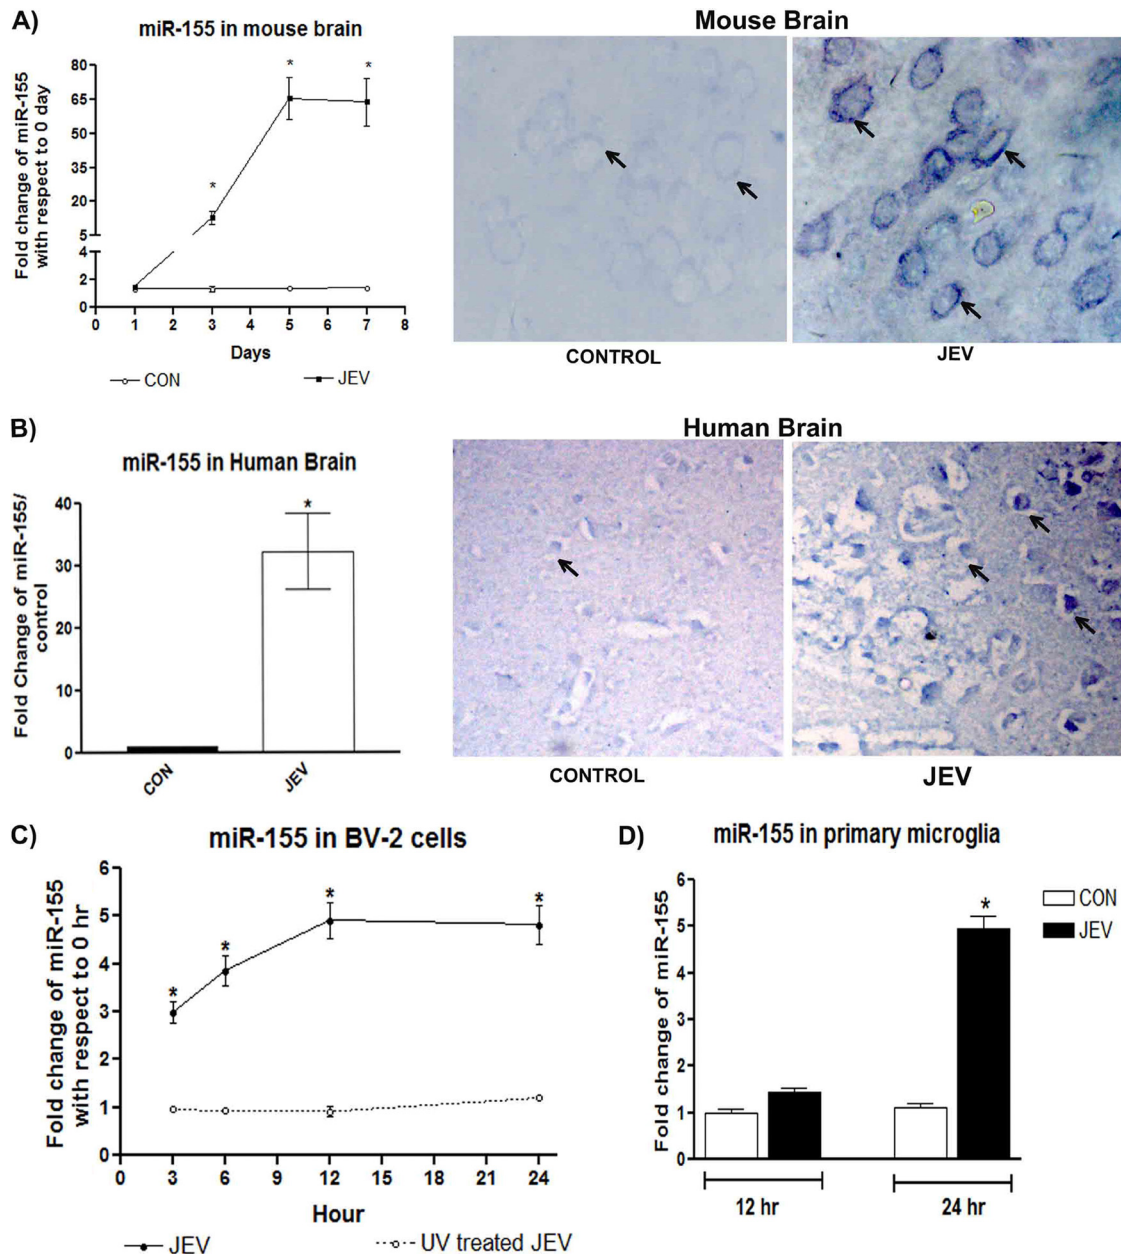 A)
miR-155 in mouse brain
Fold change of miR-155
with respect to 0 day
80
65
50
35
20
5
4
2
0
0 1 2 3 4 5 6 7 8
* * *
Days
CON JEV
Mouse Brain
CONTROL JEV
B)
miR-155 in Human Brain
Fold Change of miR-155/
control
40
30
20
10
0
*
CON JEV
Human Brain
CONTROL JEV
C)
miR-155 in BV-2 cells
Fold change of miR-155
with respect to 0 hr
6
5
4
3
2
1
0
* * * *
0 3 6 9 12 15 18 21 24
Hour
JEV UV treated JEV
D)
miR-155 in primary microglia
Fold change of miR-155
6
5
4
3
2
1
0
*
CON
JEV
12 hr 24 hr